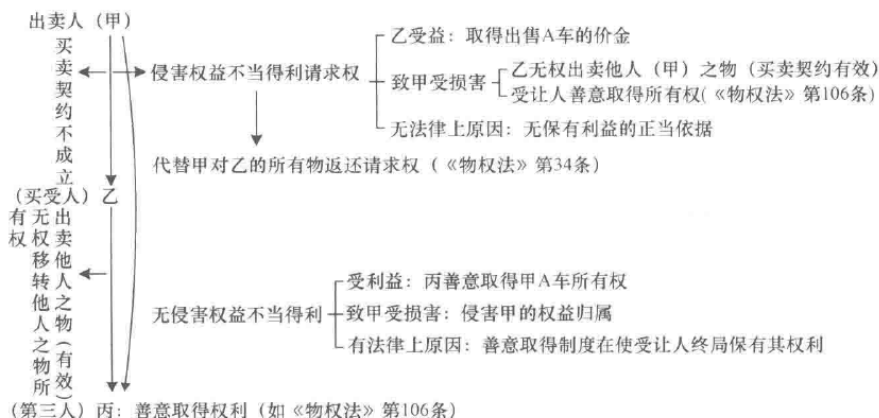 出卖人（甲）
买卖契约不成立
侵害权益不当得利请求权
乙受益：取得出售A车的价金
致甲受损害
乙无权出卖他人（甲）之物（买卖契约有效）
受让人善意取得所有权(《物权法》第106条）
无法律上原因：无保有利益的正当依据
代替甲对乙的所有物返还请求权（《物权法》第34条）
(买受人）乙
出卖他人之物(有效)
无权移转他人之物所
有权
无侵害权益不当得利
受利益：丙善意取得甲A车所有权
致甲受损害：侵害甲的权益归属
有法律上原因：善意取得制度在使受让人终局保有其权利
(第三人）丙：善意取得权利（如《物权法》第106条）